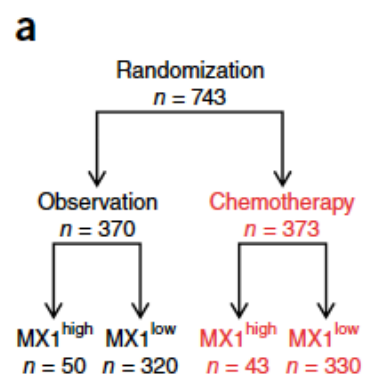 a
Randomization
n = 743
Observation Chemotherapy
n = 370 n = 373
MX1high MX1low MX1high MX1low
n = 50 n = 320 n = 43 n = 330